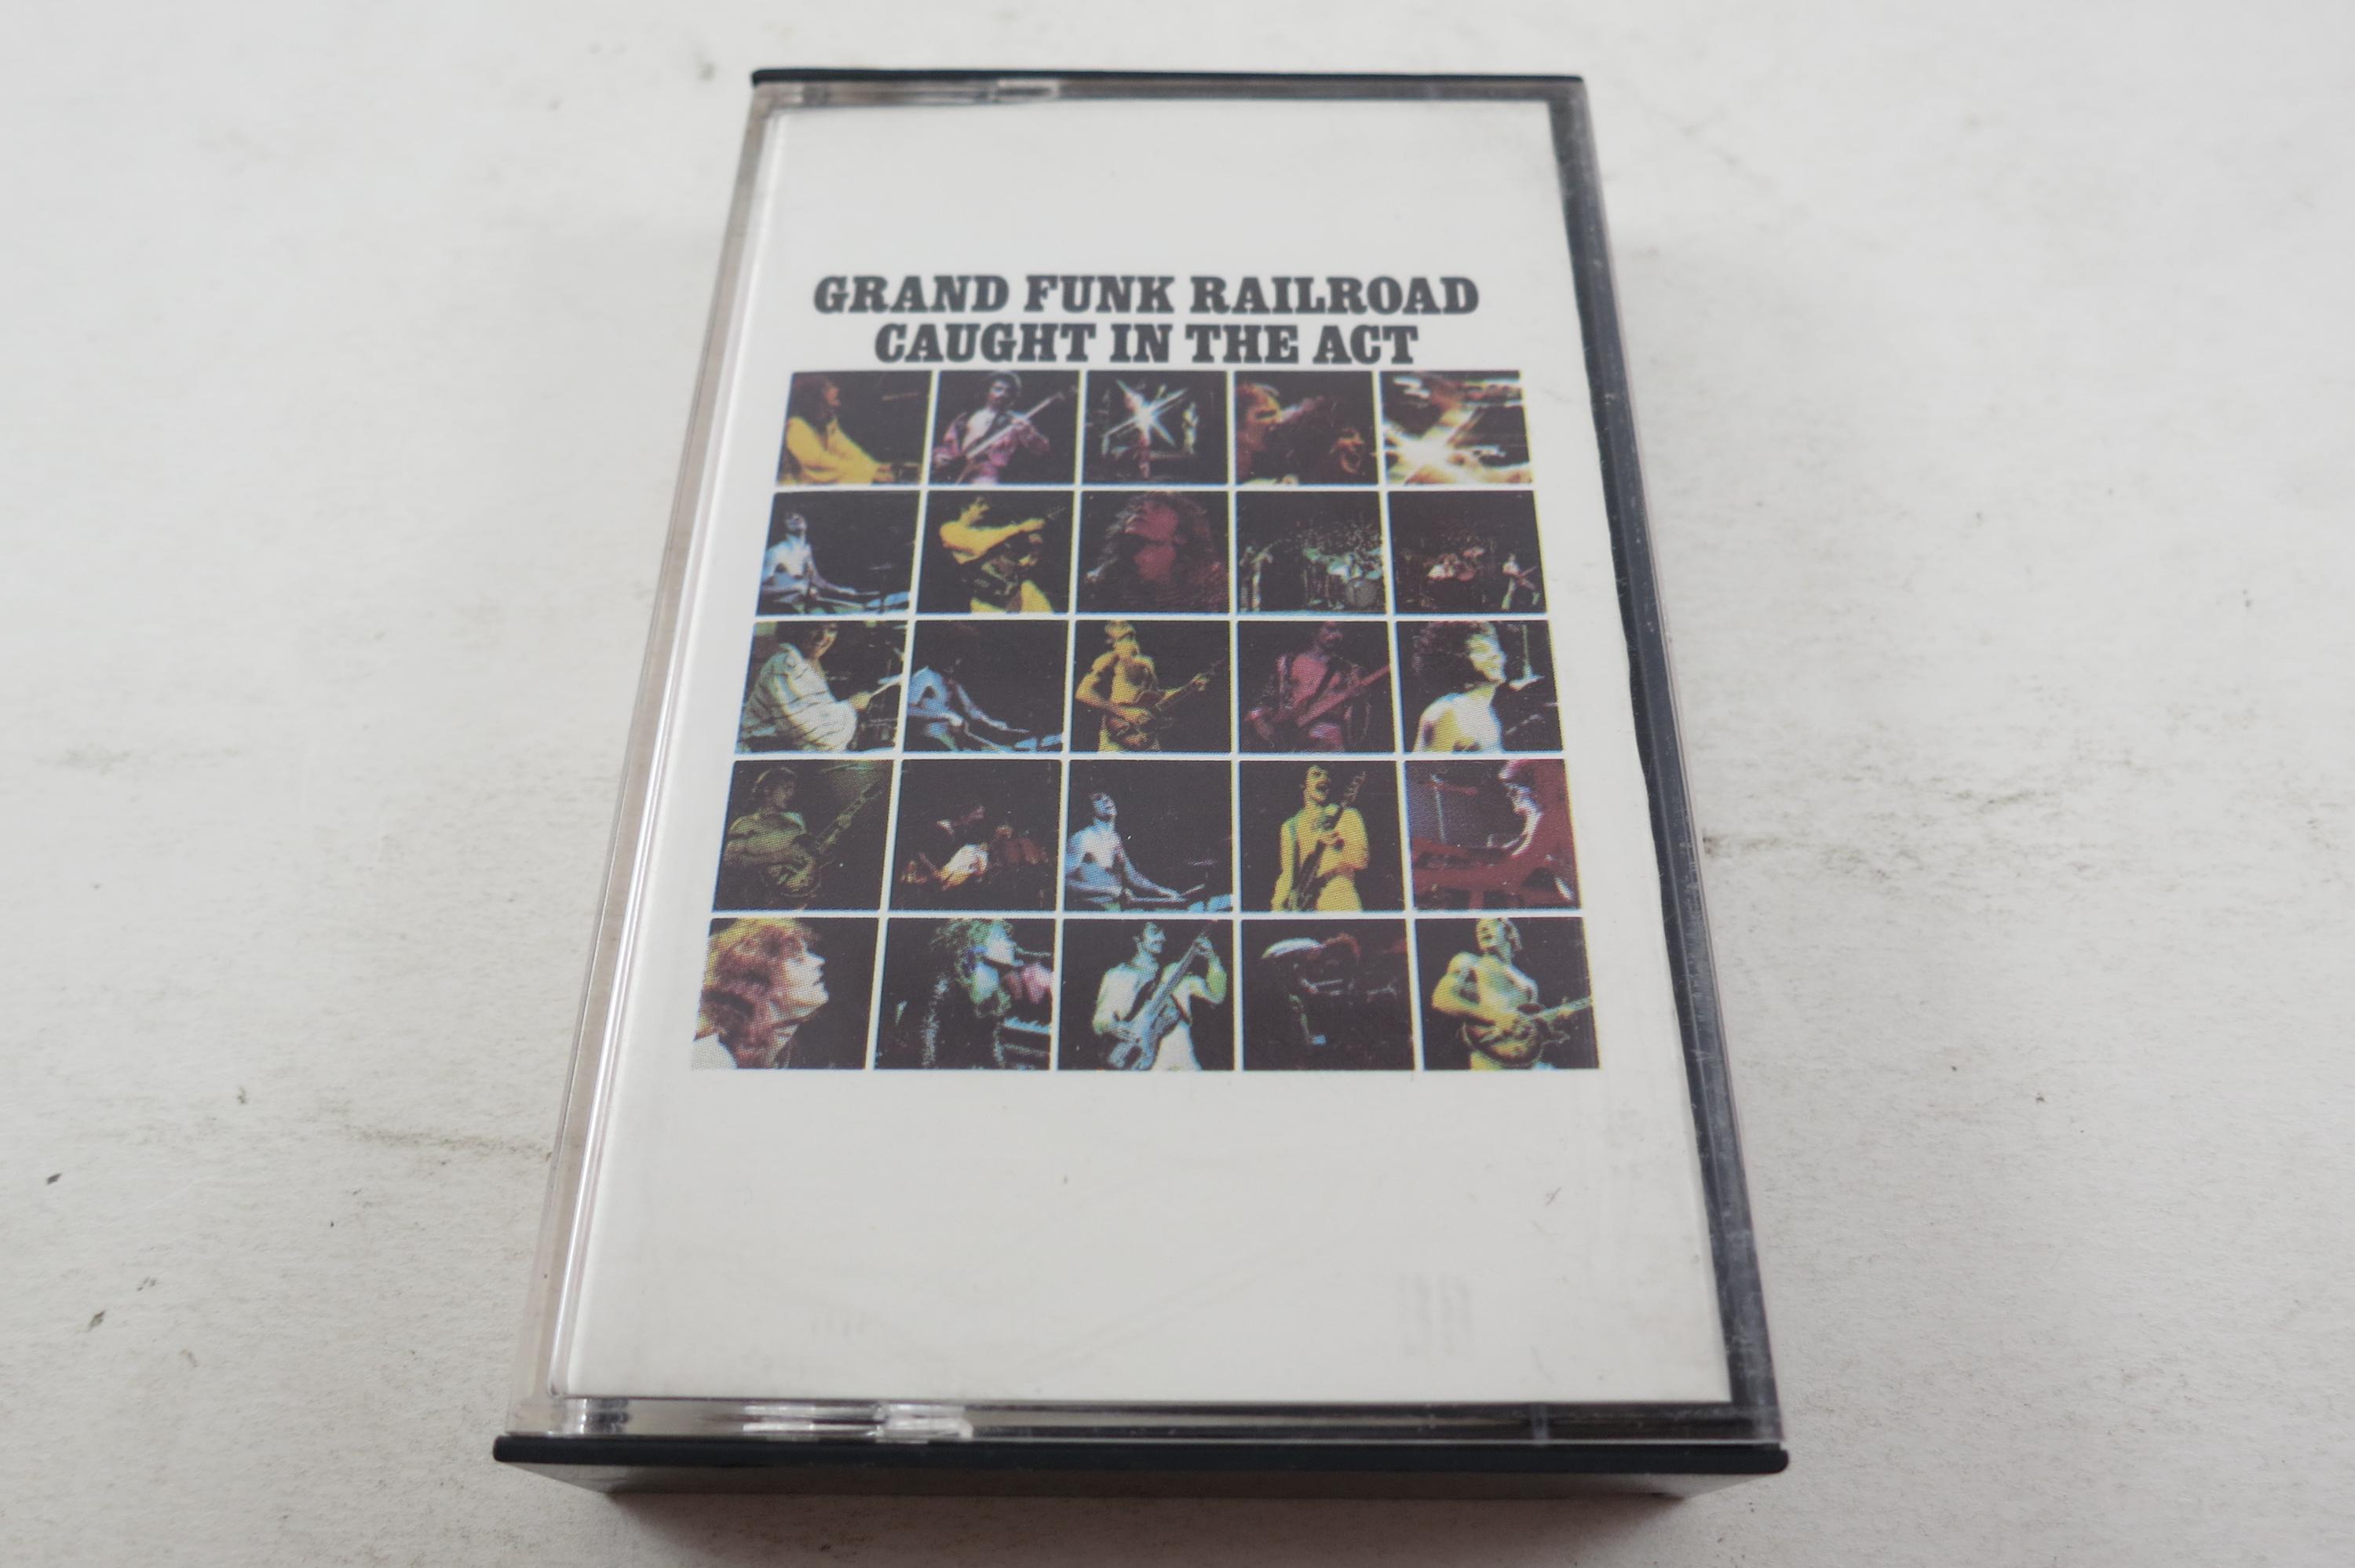 GRAND FUNK RAILROAD
CAUGHT IN THE ACT